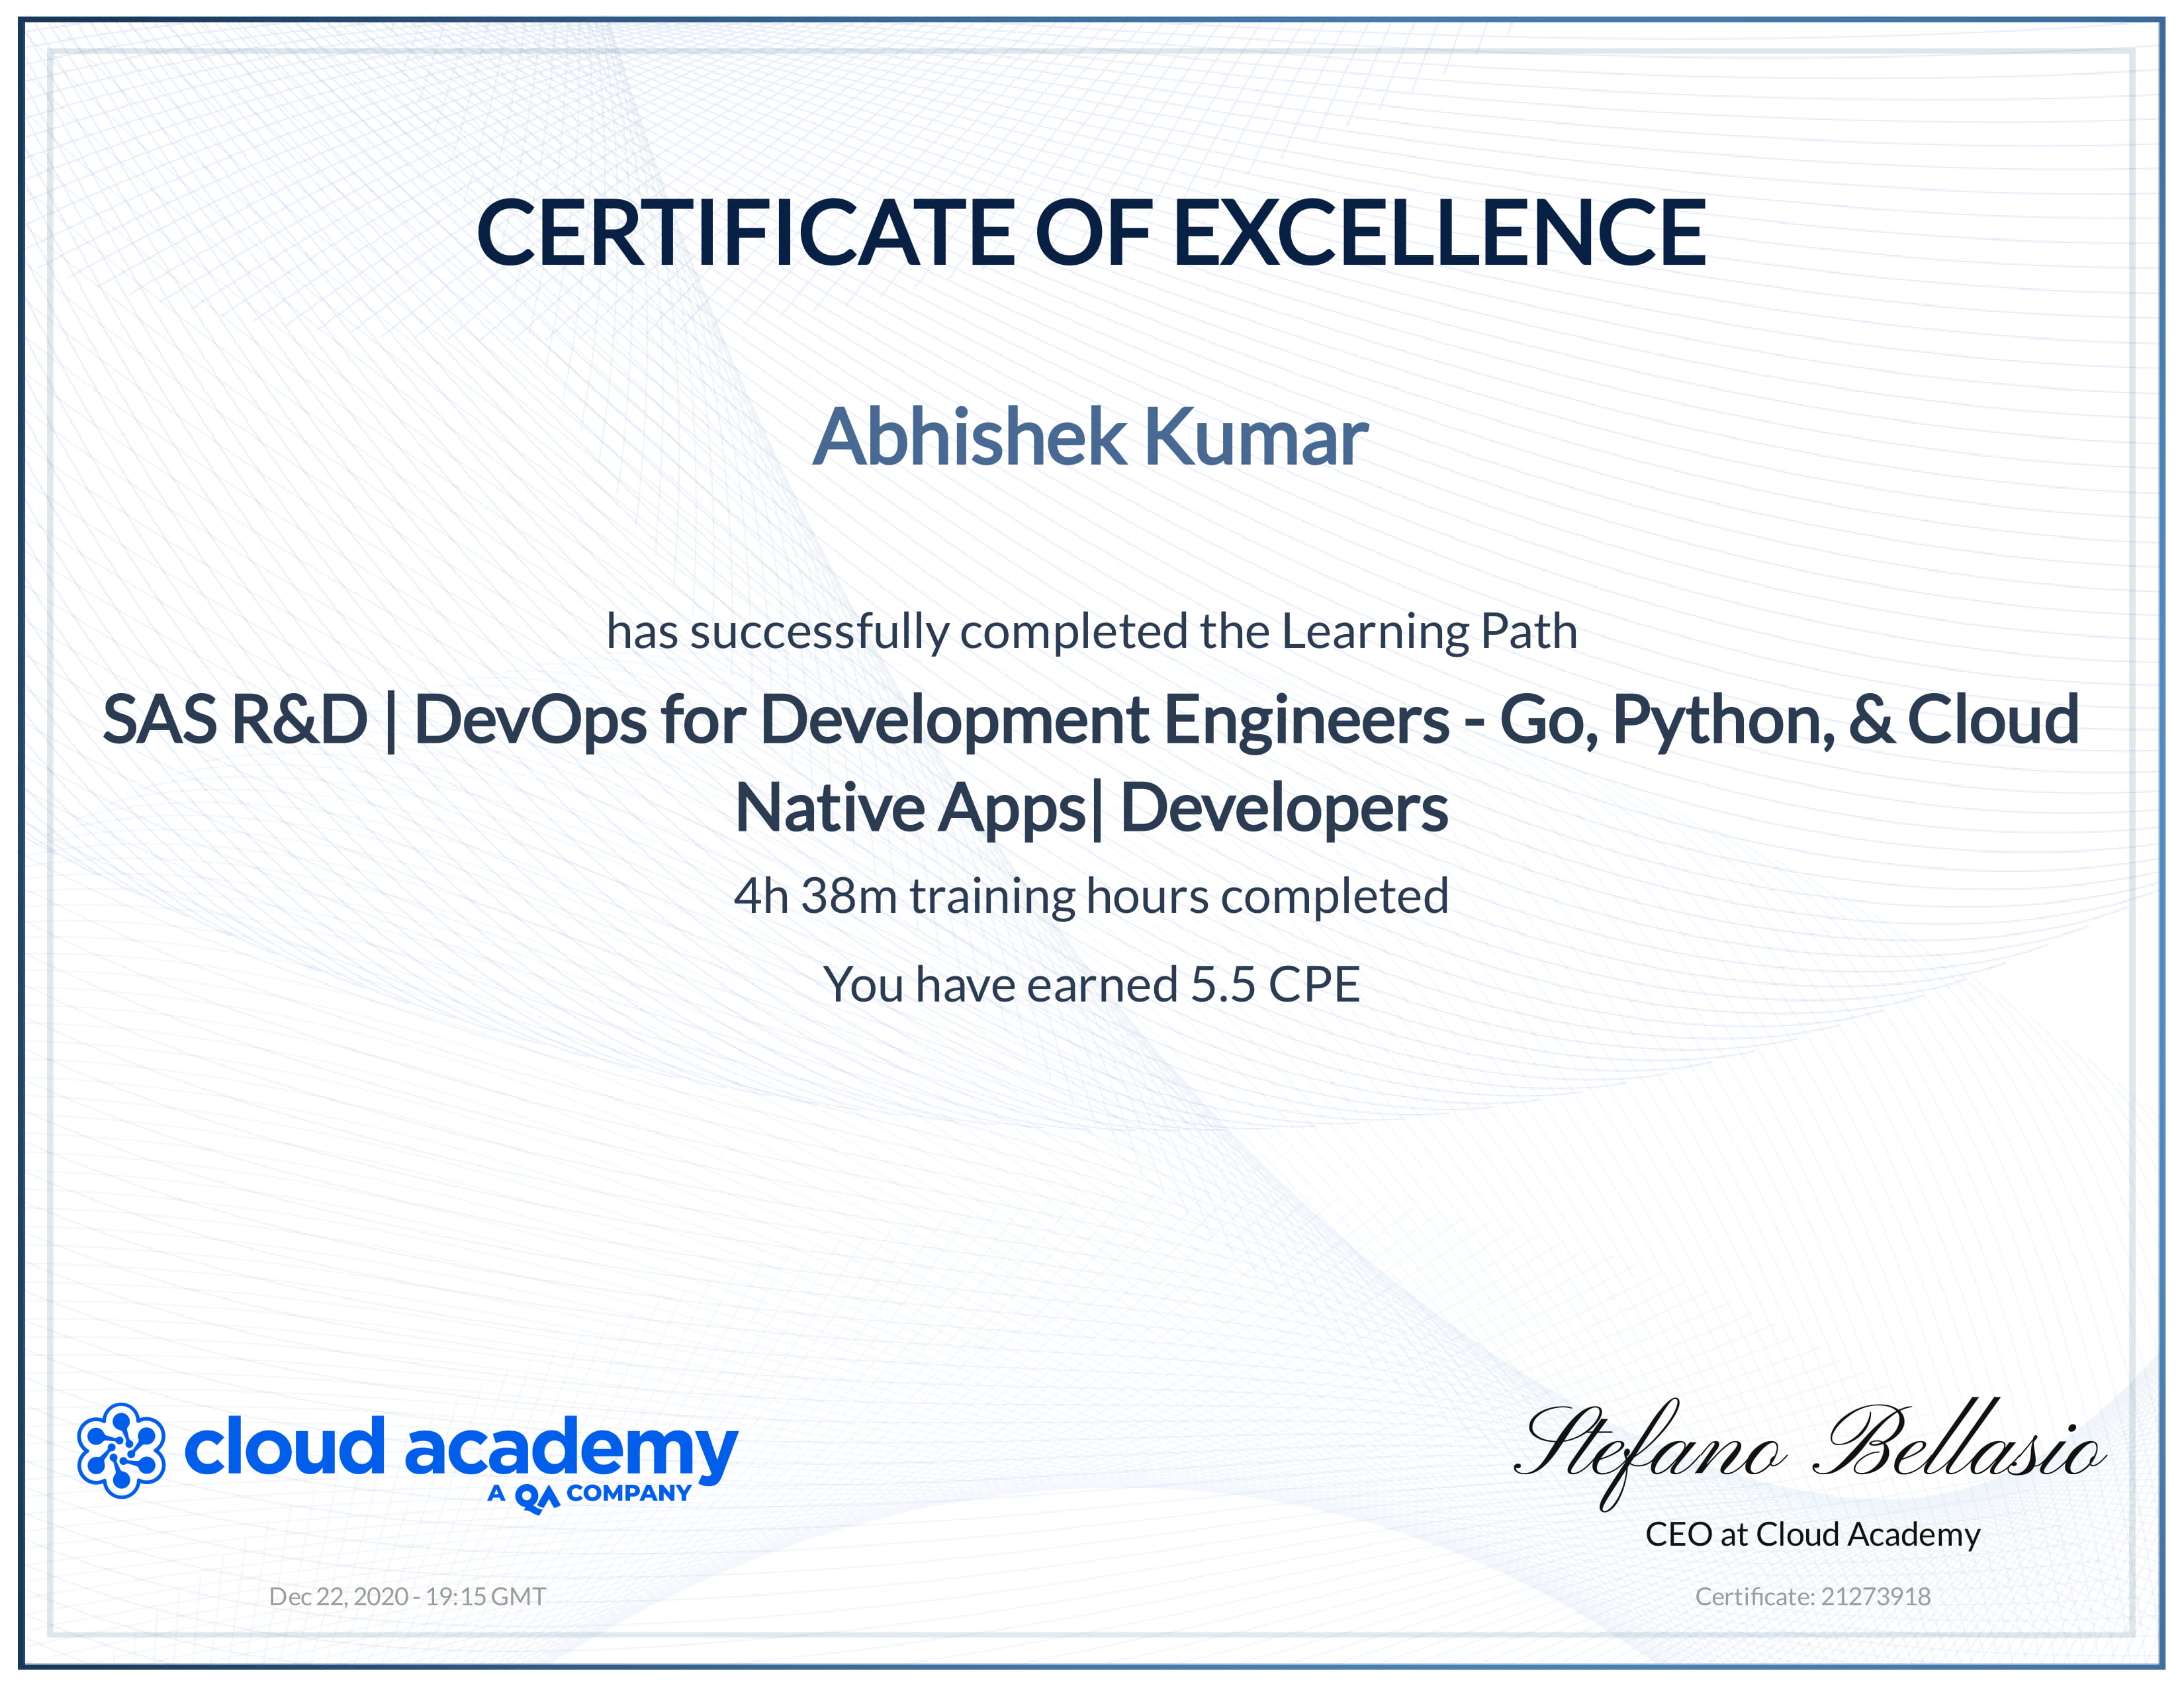 CERTIFICATE OF EXCELLENCE
Abhishek Kumar
has successfully completed the Learning Path
SAS R&D | DevOps for Development Engineers - Go, Python, & Cloud
Native Apps| Developers
4h 38m training hours completed
You have earned 5.5 CPE
cloud academy
A QA COMPANY
Stefano Bellasio
CEO at Cloud Academy
Dec 22, 2020 - 19:15 GMT
Certificate: 21273918